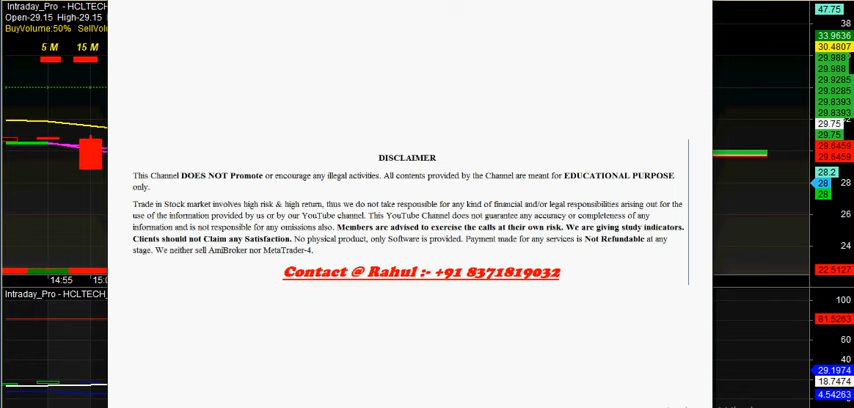 Intraday_Pro - HCLTECH
Open-29.15 High-29.15
BuyVolume:50% SellVol
5 M 15 M
14:55 15:0
Intraday_Pro - HCLTECH
DISCLAIMER
This Channel DOES NOT Promote or encourage any illegal activities. All contents provided by the Channel are meant for EDUCATIONAL PURPOSE
only.
Trade in Stock market involves high risk & high return, thus we do not take responsible for any kind of financial and/or legal responsibilities arising out for the
use of the information provided by us or by our YouTube channel. This YouTube Channel does not guarantee any accuracy or completeness of any
information and is not responsible for any omissions also. Members are advised to exercise the calls at their own risk. We are giving study indicators.
Clients should not Claim any Satisfaction. No physical product, only Software is provided. Payment made for any services is Not Refundable at any
stage. We neither sell AmiBroker nor MetaTrader-4.
Contact @ Rahul :- +91 8371819032
47.75
38
33.9636
30.4807
29.988
29.988
29.9285
29.9285
29.8393
29.8393
29.75
29.75
29.6459
29.6459
28.2
28
28
28
26
24
22.5127
100
81.5263
60
40
29.1974
18.7474
4.54263